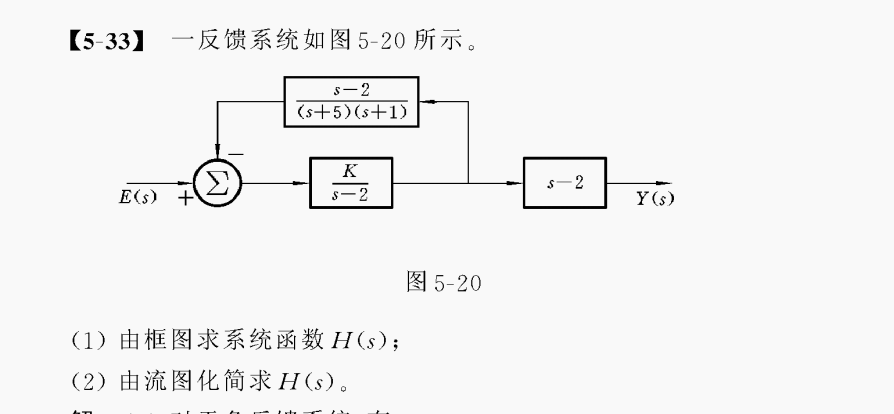 【5-33】 一反馈系统如图5-20所示。
s-2
(s+5)(s+1)
-
Σ
K
s-2
s-2
E(s)
+
Y(s)
图5-20
(1) 由框图求系统函数H(s);
(2) 由流图化简求H(s)。